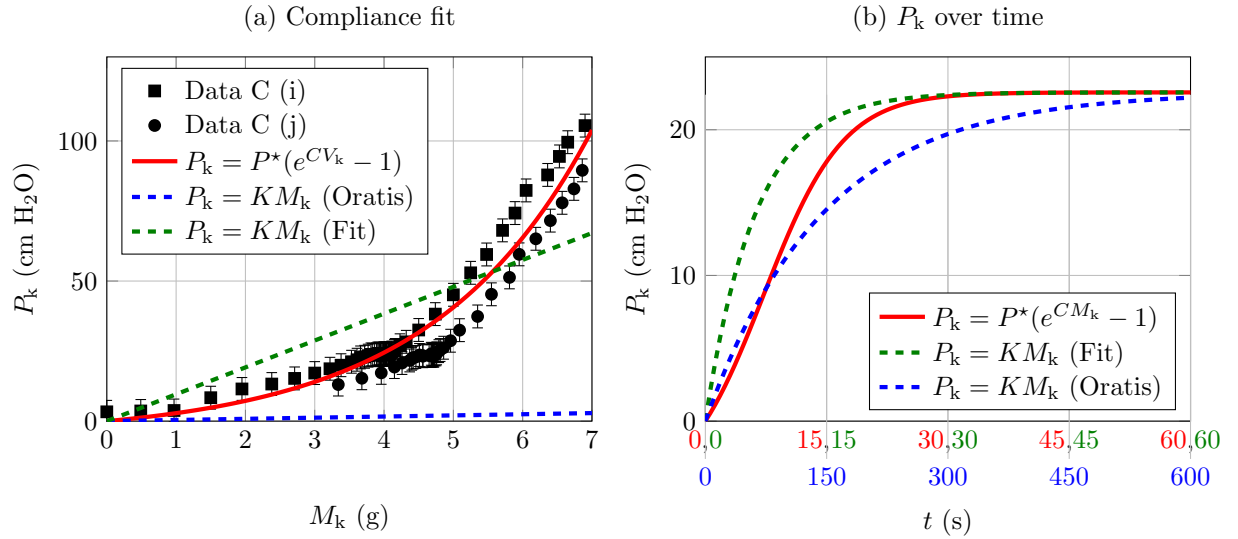 (a) Compliance fit
P_k (cm H₂O)
100
50
0
Data C (i)
Data C (j)
P_k = P⋆(e^{CV_k} − 1)
P_k = KM_k (Oratis)
P_k = KM_k (Fit)
0 1 2 3 4 5 6 7
M_k (g)
(b) P_k over time
P_k (cm H₂O)
20
10
0
P_k = P⋆(e^{CM_k} − 1)
P_k = KM_k (Fit)
P_k = KM_k (Oratis)
0,0 15,15 30,30 45,45 60,60
0 150 300 450 600
t (s)